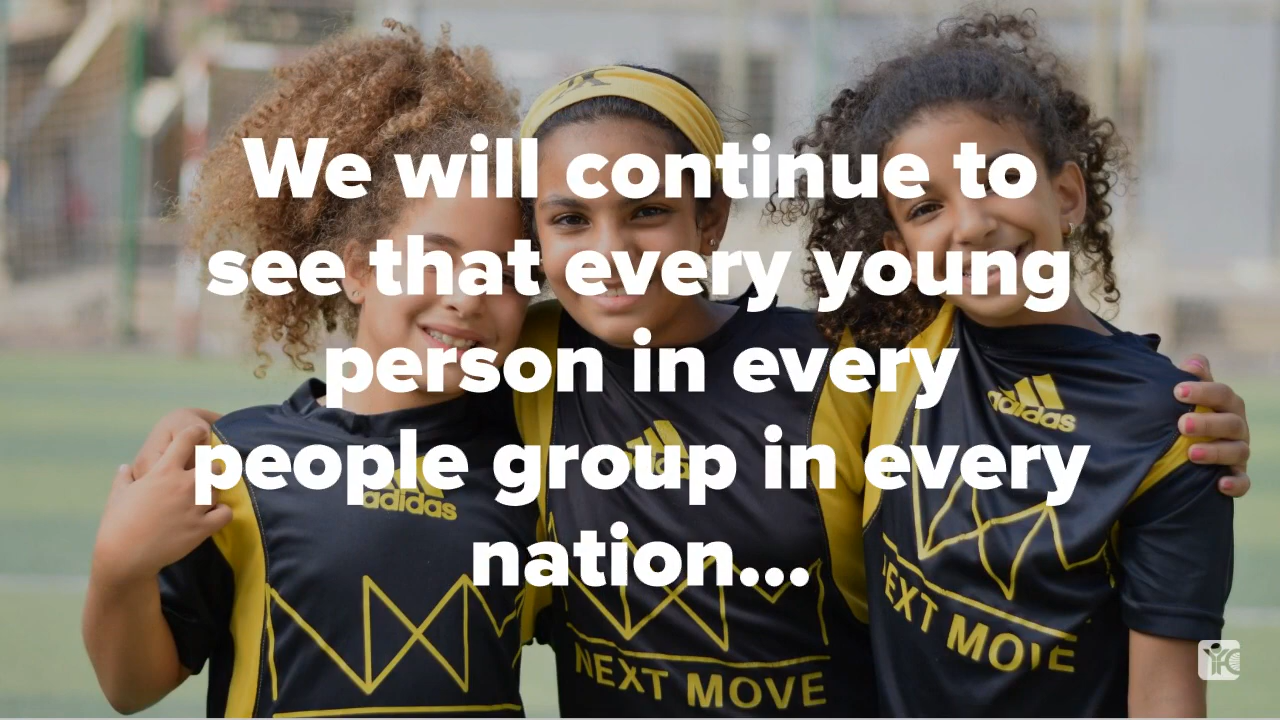 We will continue to
see that every young
person in every
people group in every
nation...
adidas
adidas
NEXT MOVE
NEXT MOVE
YFC